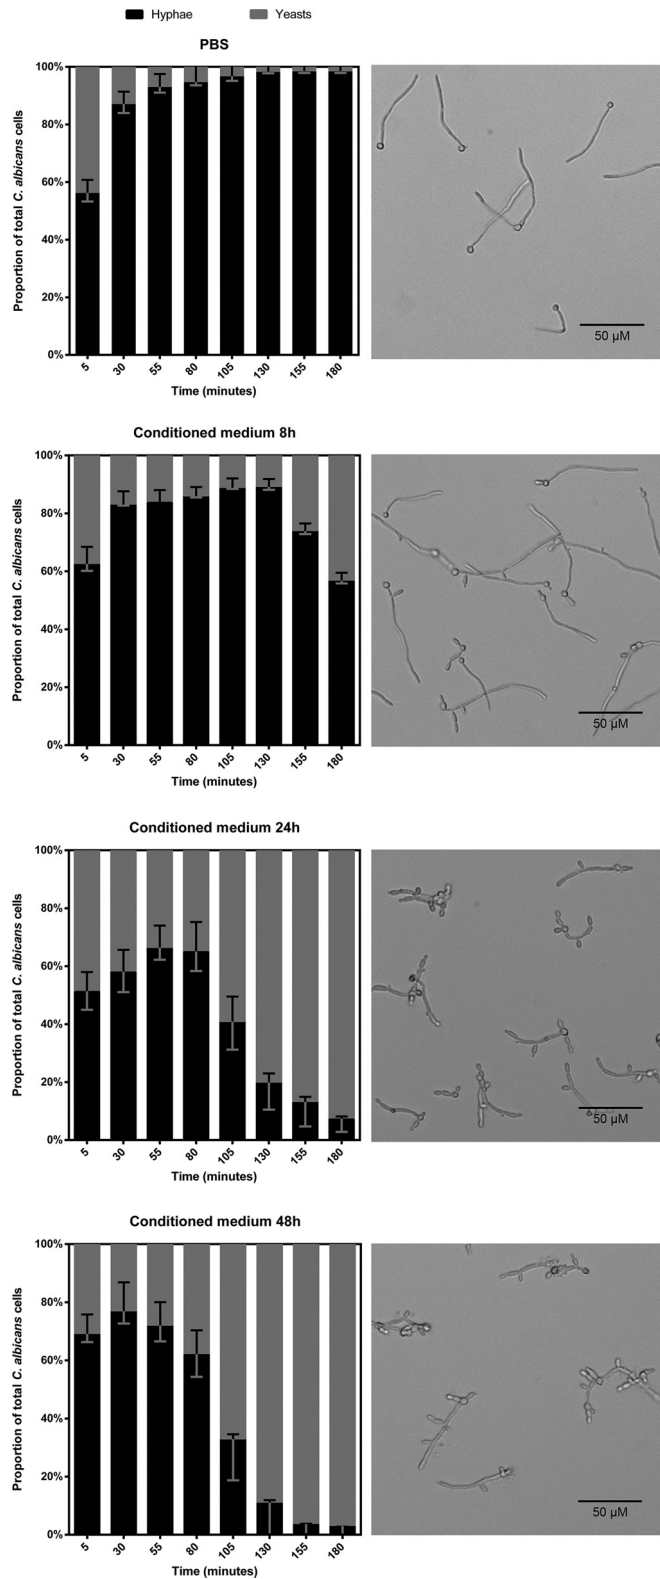 Hyphae Yeasts
PBS
Proportion of total C. albicans cells
100%
80%
60%
40%
20%
0%
5 30 55 80 105 130 155 180
Time (minutes)
50 µM
Conditioned medium 8h
Proportion of total C. albicans cells
100%
80%
60%
40%
20%
0%
5 30 55 80 105 130 155 180
Time (minutes)
50 µM
Conditioned medium 24h
Proportion of total C. albicans cells
100%
80%
60%
40%
20%
0%
5 30 55 80 105 130 155 180
Time (minutes)
50 µM
Conditioned medium 48h
Proportion of total C. albicans cells
100%
80%
60%
40%
20%
0%
5 30 55 80 105 130 155 180
Time (minutes)
50 µM